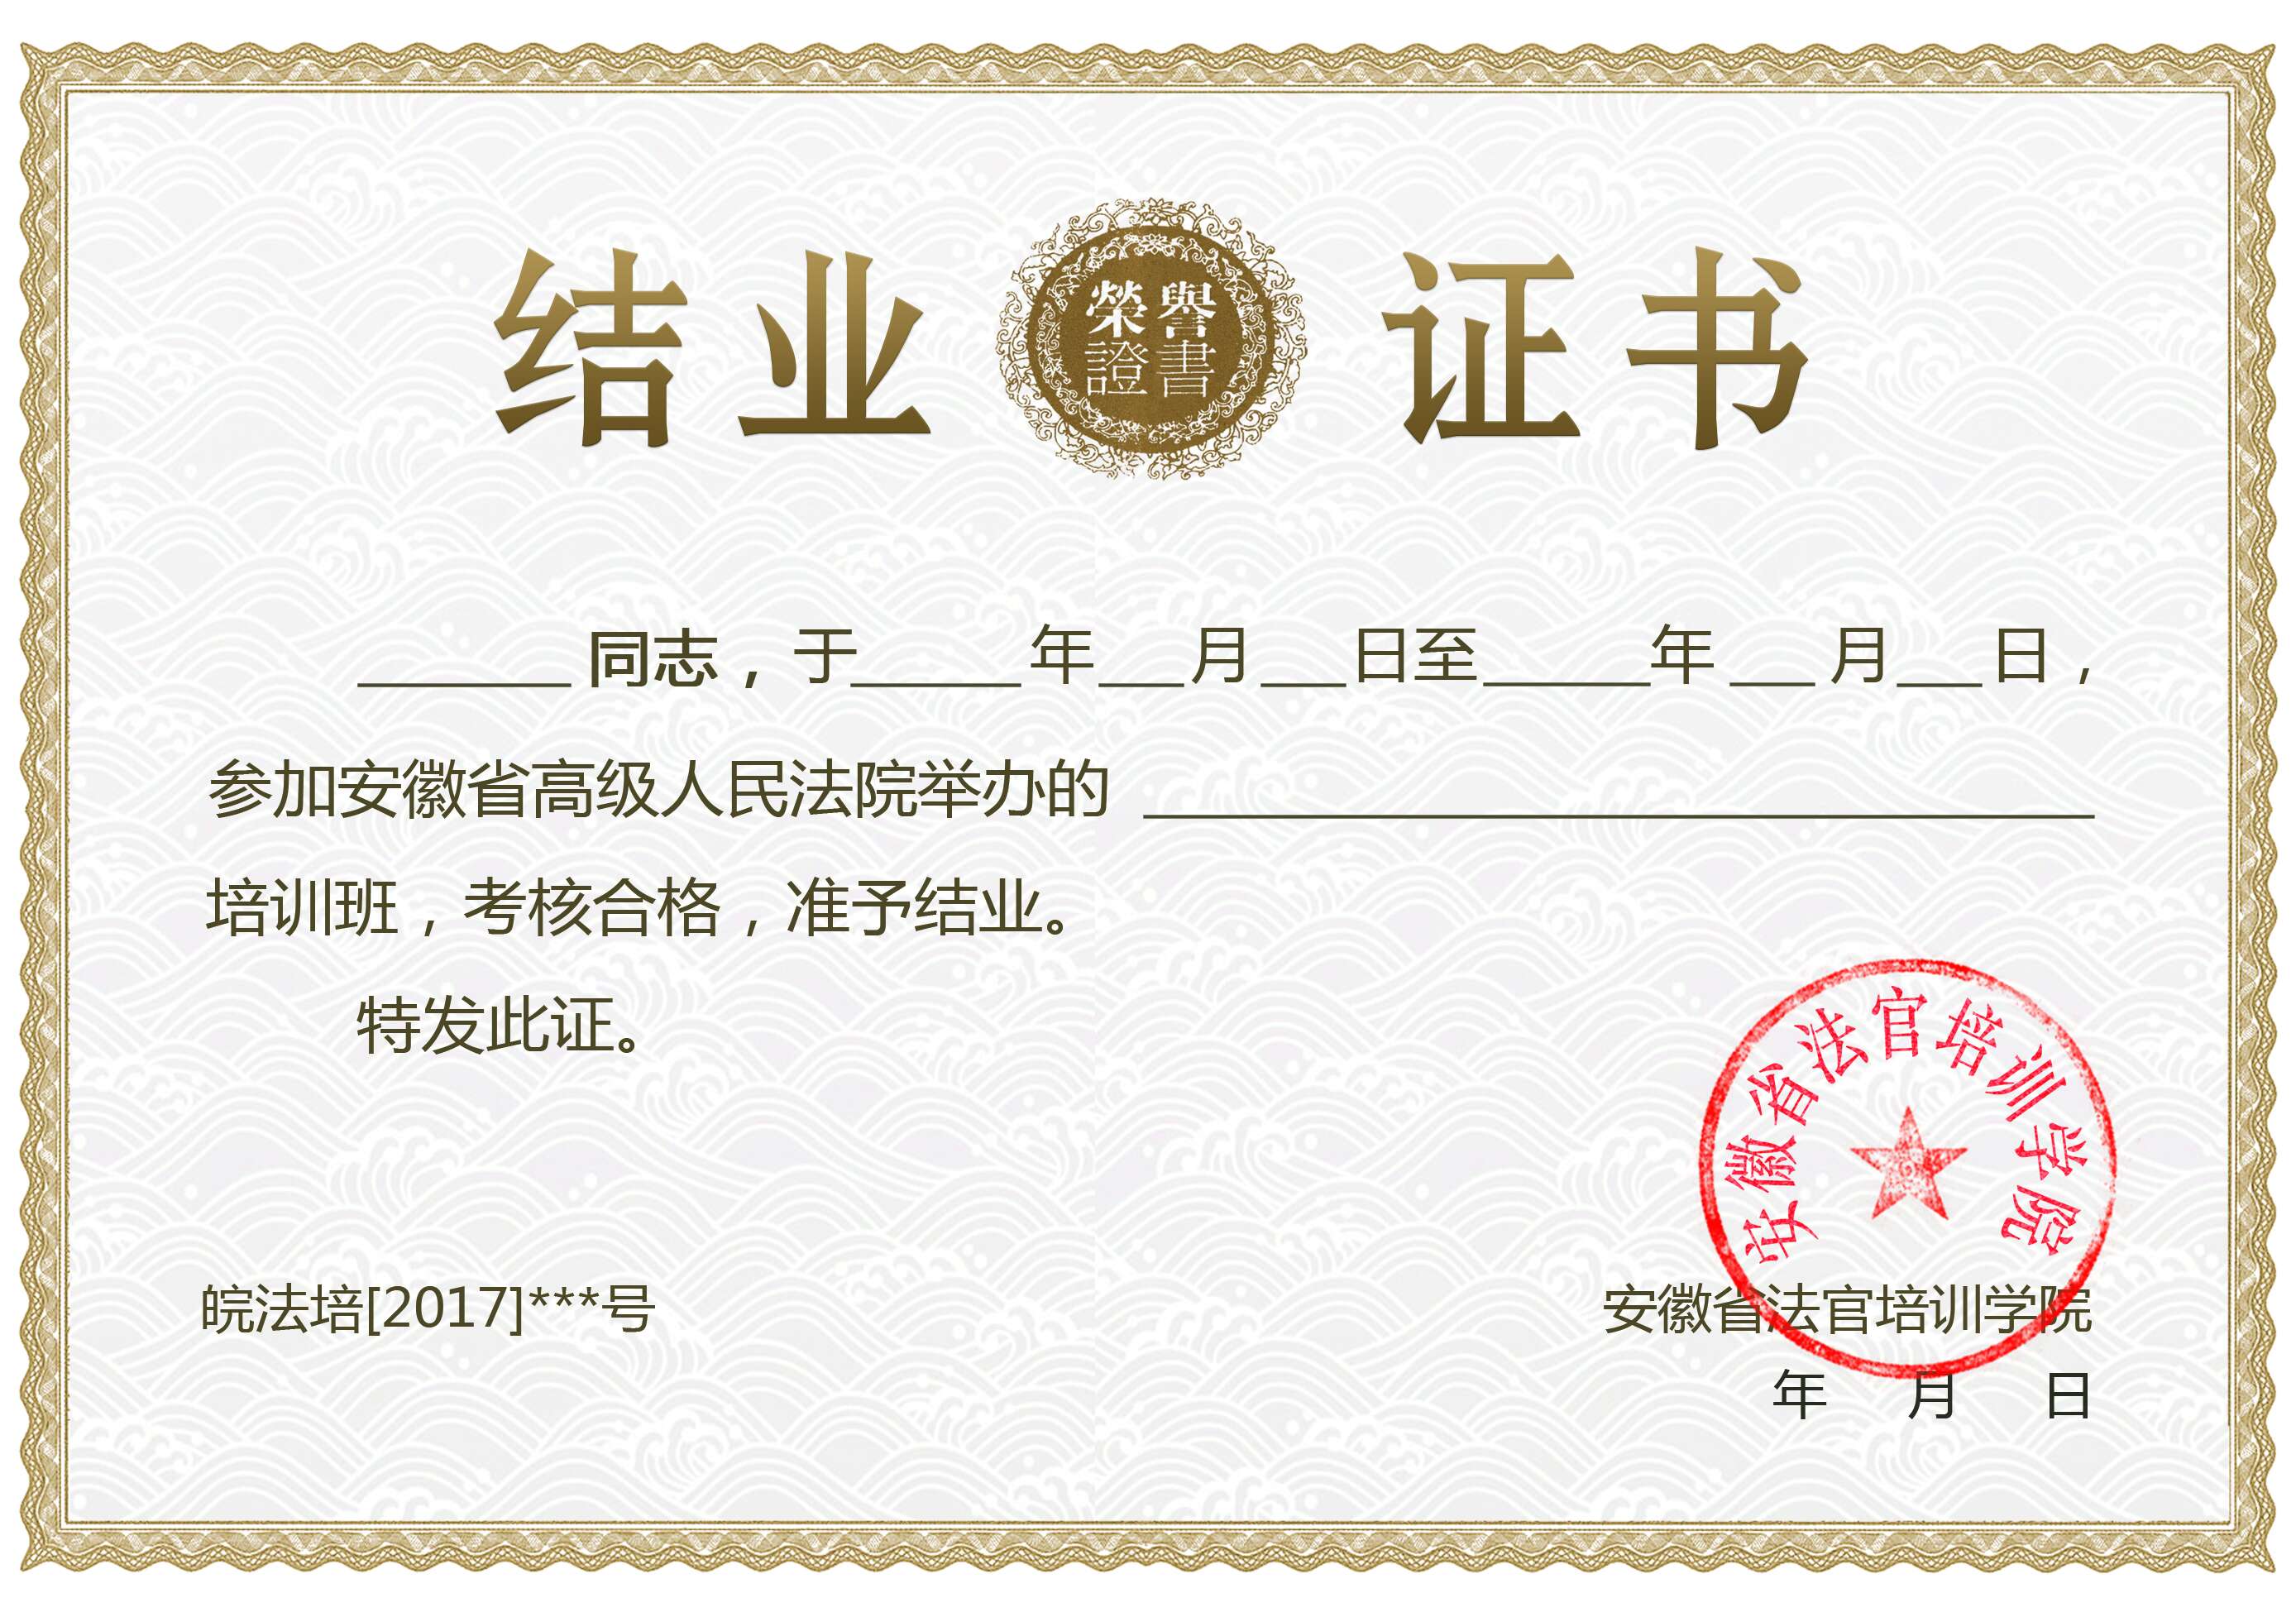 结业 证书
榮譽
證書
______同志，于_____年___月___日至_____年___月___日，
参加安徽省高级人民法院举办的____________________________
培训班，考核合格，准予结业。
特发此证。
安徽省法官培训学院
皖法培[2017]***号
安徽省法官培训学院
年 月 日